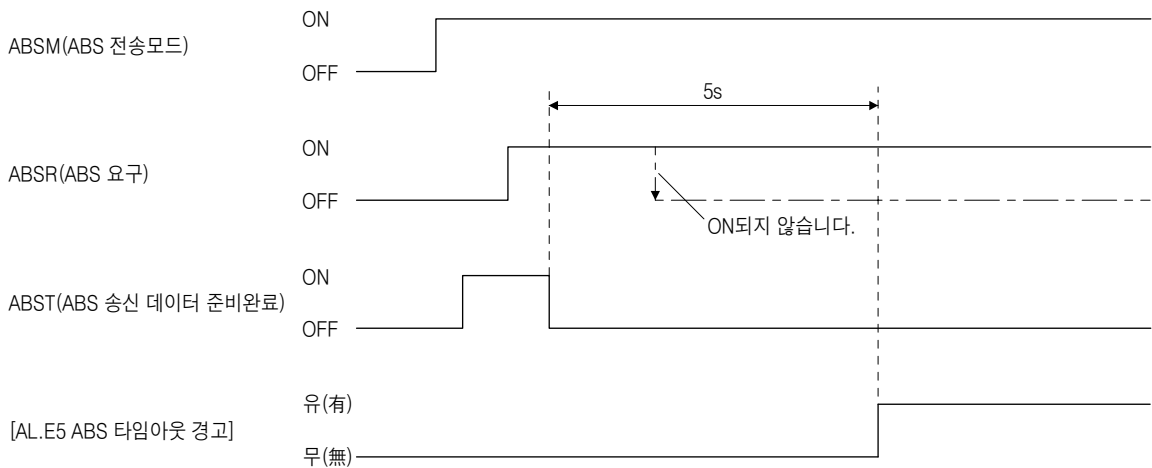 ON
ABSM(ABS 전송모드)
OFF
5s
ON
ABSR(ABS 요구)
OFF
ON되지 않습니다.
ON
ABST(ABS 송신 데이터 준비완료)
OFF
유(有)
[AL.E5 ABS 타임아웃 경고]
무(無)